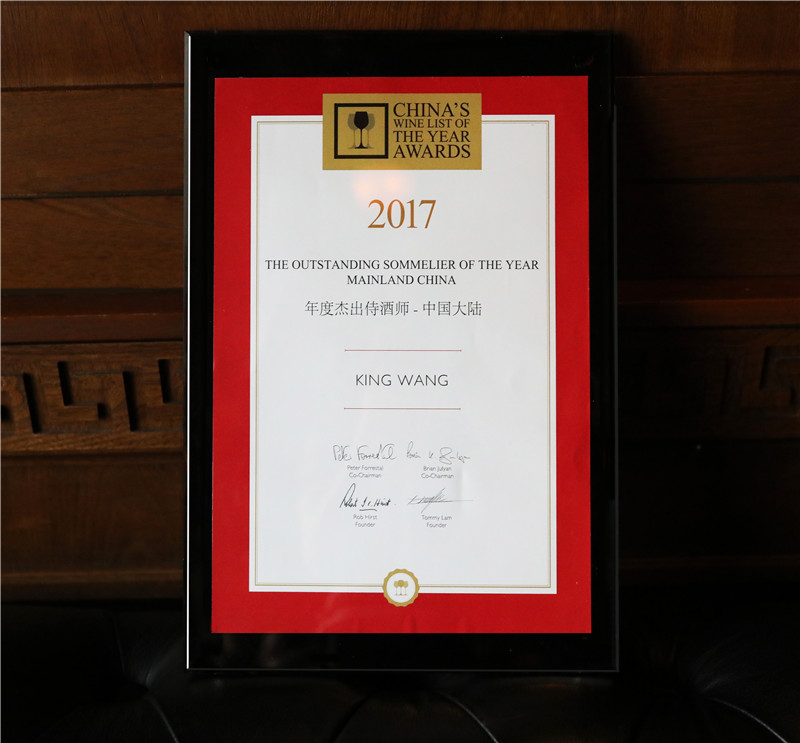 CHINA'S
WINE LIST OF
THE YEAR
AWARDS
2017
THE OUTSTANDING SOMMELIER OF THE YEAR
MAINLAND CHINA
年度杰出侍酒师 - 中国大陆
KING WANG
Peter Forrestal Brian Julyan
Co-Chairman Co-Chairman
Rob Hirst Tommy Lam
Founder Founder